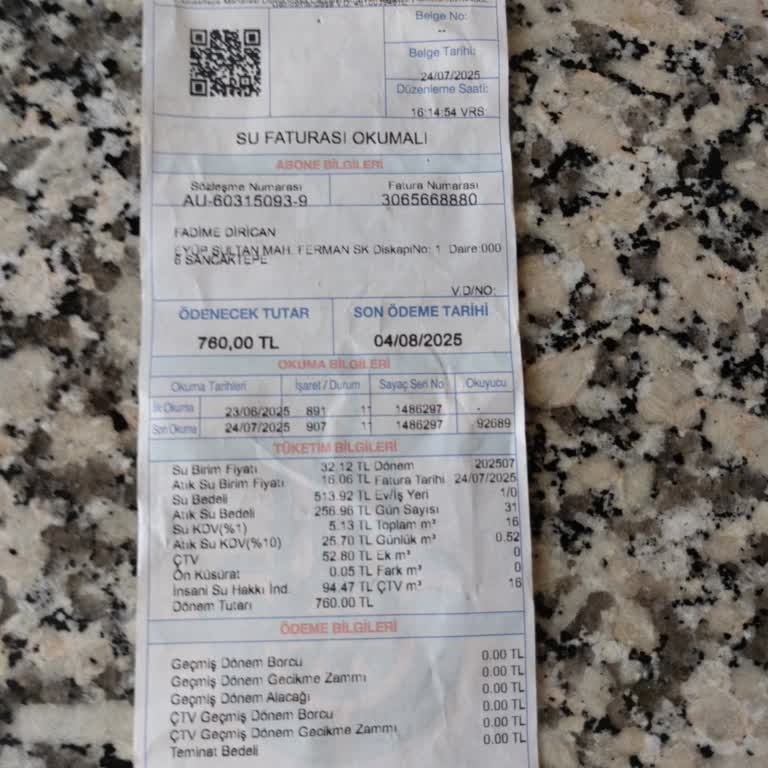 Belge No:
Belge Tarihi:
24/07/2025
Düzenleme Saati:
16:14:54 VRS:
SU FATURASI OKUMALI
ABONE BİLGİLERİ
Sözleşme Numarası Fatura Numarası
AU-60315093-9 3065668880
FADİME DİRİCAN
EYÜP SULTAN MAH. FERMAN SK DiskapiNo: 1 Daire:000
6 SANCAKTEPE
V.D/NO:
ÖDENECEK TUTAR SON ÖDEME TARİHİ
760,00 TL 04/08/2025
OKUMA BİLGİLERİ
Okuma Tarihleri İşaret / Durum Sayaç Seri No Okuyucu
İlk Okuma 23/06/2025 891 11 1486297 -
Son Okuma 24/07/2025 907 11 1486297 92689
TÜKETİM BİLGİLERİ
Su Birim Fiyatı 32.12 TL Dönem 202507
Atık Su Birim Fiyatı 16.06 TL Fatura Tarihi 24/07/2025
Su Bedeli 513.92 TL Ev/İş Yeri 1/0
Atık Su Bedeli 256.96 TL Gün Sayısı 31
Su KDV(%1) 5.13 TL Toplam m³ 16
Atık Su KDV(%10) 25.70 TL Günlük m³ 0.52
ÇTV 52.80 TL Ek m³ 0
Ön Küsürat 0.05 TL Fark m³ 0
İnsani Su Hakkı İnd. 94.47 TL ÇTV m³ 16
Dönem Tutarı 760.00 TL
ÖDEME BİLGİLERİ
Geçmiş Dönem Borcu 0.00 TL
Geçmiş Dönem Gecikme Zammı 0.00 TL
Geçmiş Dönem Alacağı 0.00 TL
ÇTV Geçmiş Dönem Borcu 0.00 TL
ÇTV Geçmiş Dönem Gecikme Zammı 0.00 TL
Teminat Bedeli 0.00 TL